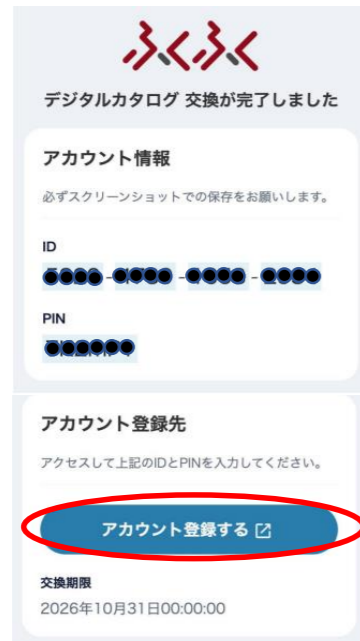 ふくふく
デジタルカタログ 交換が完了しました
アカウント情報
必ずスクリーンショットでの保存をお願いします。
ID
PIN
アカウント登録先
アクセスして上記のIDとPINを入力してください。
アカウント登録する
交換期限
2026年10月31日00:00:00